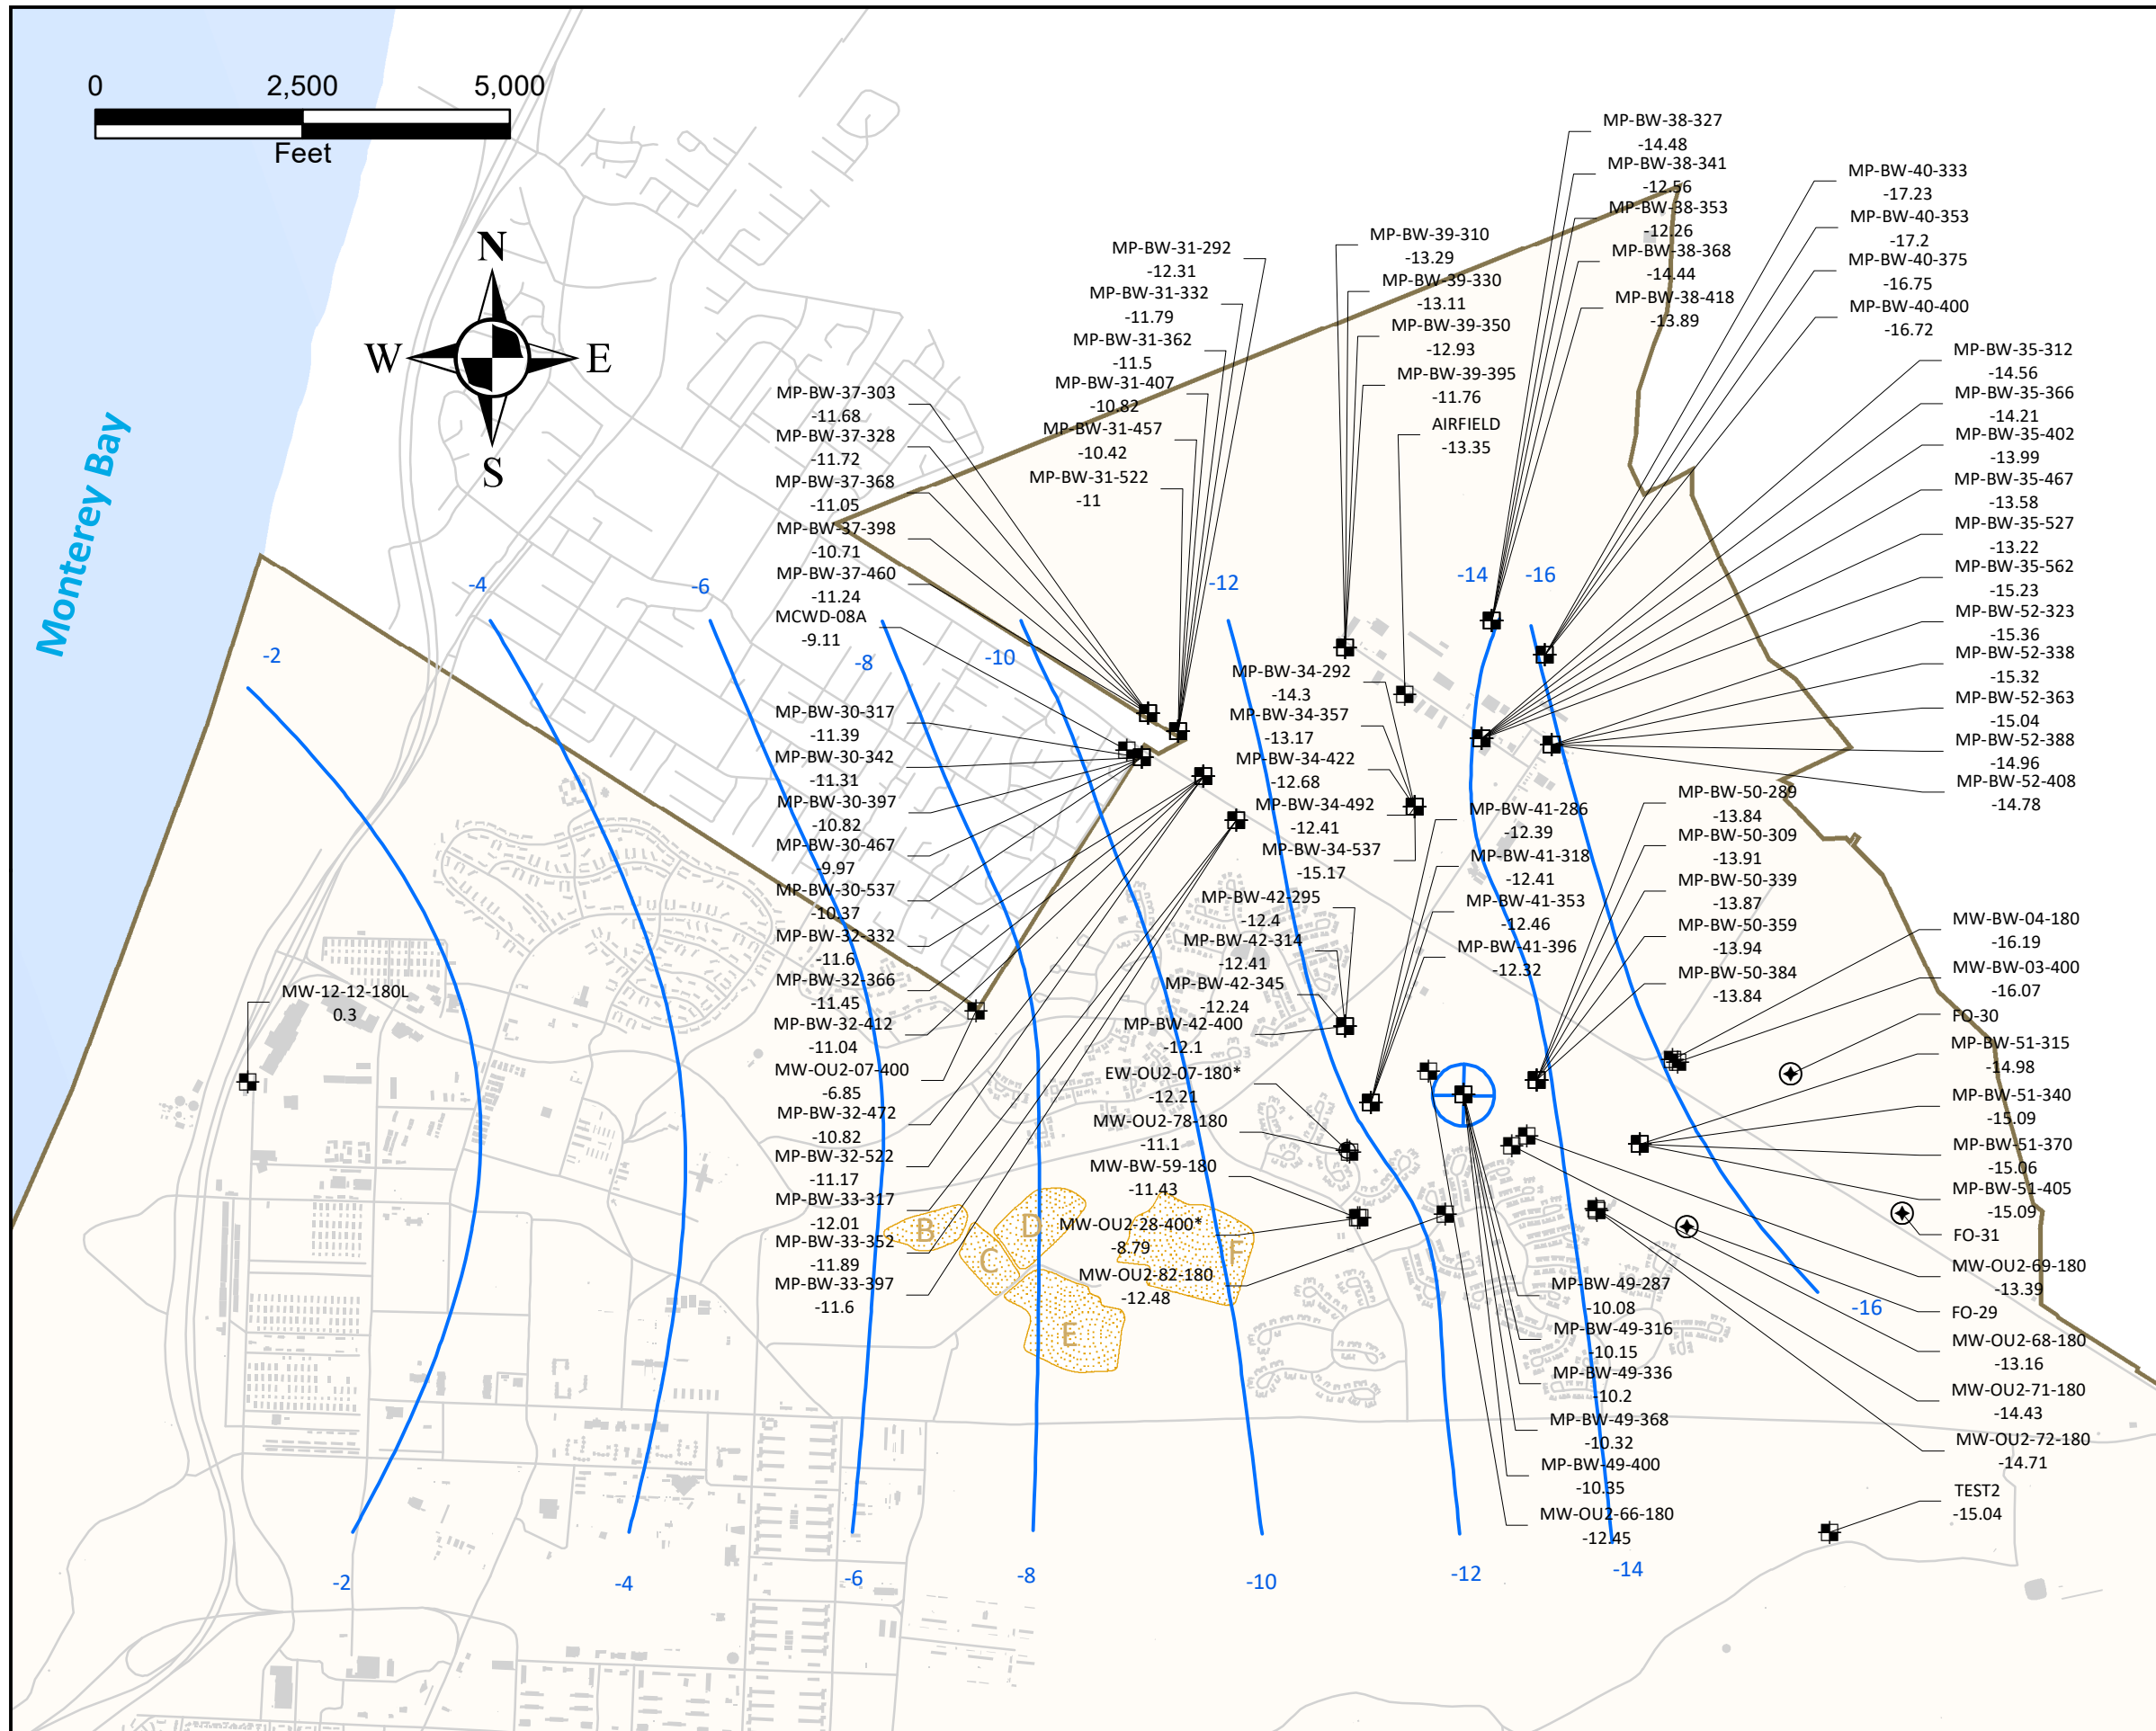 0
2,500
5,000
Feet
N
W
E
S
Monterey Bay
MP-BW-38-327
-14.48
MP-BW-38-341
-12.56
MP-BW-38-353
-12.26
MP-BW-38-368
-14.44
MP-BW-38-418
-13.89
MP-BW-40-333
-17.23
MP-BW-40-353
-17.2
MP-BW-40-375
-16.75
MP-BW-40-400
-16.72
MP-BW-39-310
-13.29
MP-BW-39-330
-13.11
MP-BW-39-350
-12.93
MP-BW-39-395
-11.76
AIRFIELD
-13.35
MP-BW-31-292
-12.31
MP-BW-31-332
-11.79
MP-BW-31-362
-11.5
MP-BW-31-407
-10.82
MP-BW-31-457
-10.42
MP-BW-31-522
-11
MP-BW-37-303
-11.68
MP-BW-37-328
-11.72
MP-BW-37-368
-11.05
MP-BW-37-398
-10.71
MP-BW-37-460
-11.24
MCWD-08A
-9.11
MP-BW-35-312
-14.56
MP-BW-35-366
-14.21
MP-BW-35-402
-13.99
MP-BW-35-467
-13.58
MP-BW-35-527
-13.22
MP-BW-35-562
-15.23
MP-BW-52-323
-15.36
MP-BW-52-338
-15.32
MP-BW-52-363
-15.04
MP-BW-52-388
-14.96
MP-BW-52-408
-14.78
-2
-4
-6
-8
-10
-12
-14
-16
MP-BW-34-292
-14.3
MP-BW-34-357
-13.17
MP-BW-34-422
-12.68
MP-BW-34-492
-12.41
MP-BW-34-537
-15.17
MP-BW-30-317
-11.39
MP-BW-30-342
-11.31
MP-BW-30-397
-10.82
MP-BW-30-467
-9.97
MP-BW-30-537
-10.37
MP-BW-32-332
-11.6
MP-BW-32-366
-11.45
MP-BW-32-412
-11.04
MW-OU2-07-400
-6.85
MP-BW-32-472
-10.82
MP-BW-32-522
-11.17
MP-BW-33-317
-12.01
MP-BW-33-352
-11.89
MP-BW-33-397
-11.6
MP-BW-41-286
-12.39
MP-BW-41-318
-12.41
MP-BW-41-353
-12.46
MP-BW-41-396
-12.32
MP-BW-42-295
-12.4
MP-BW-42-314
-12.41
MP-BW-42-345
-12.24
MP-BW-42-400
-12.1
EW-OU2-07-180*
-12.21
MW-OU2-78-180
-11.1
MW-BW-59-180
-11.43
MW-OU2-28-400*
-8.79
MW-OU2-82-180
-12.48
MP-BW-50-289
-13.84
MP-BW-50-309
-13.91
MP-BW-50-339
-13.87
MP-BW-50-359
-13.94
MP-BW-50-384
-13.84
MW-BW-04-180
-16.19
MW-BW-03-400
-16.07
FO-30
MP-BW-51-315
-14.98
MP-BW-51-340
-15.09
MP-BW-51-370
-15.06
MP-BW-51-405
-15.09
FO-31
MW-OU2-69-180
-13.39
FO-29
MW-OU2-68-180
-13.16
MW-OU2-71-180
-14.43
MW-OU2-72-180
-14.71
TEST2
-15.04
MW-12-12-180L
0.3
B
C
D
E
F
MP-BW-49-287
-10.08
MP-BW-49-316
-10.15
MP-BW-49-336
-10.2
MP-BW-49-368
-10.32
MP-BW-49-400
-10.35
MW-OU2-66-180
-12.45
-16
-2
-4
-6
-8
-10
-12
-14